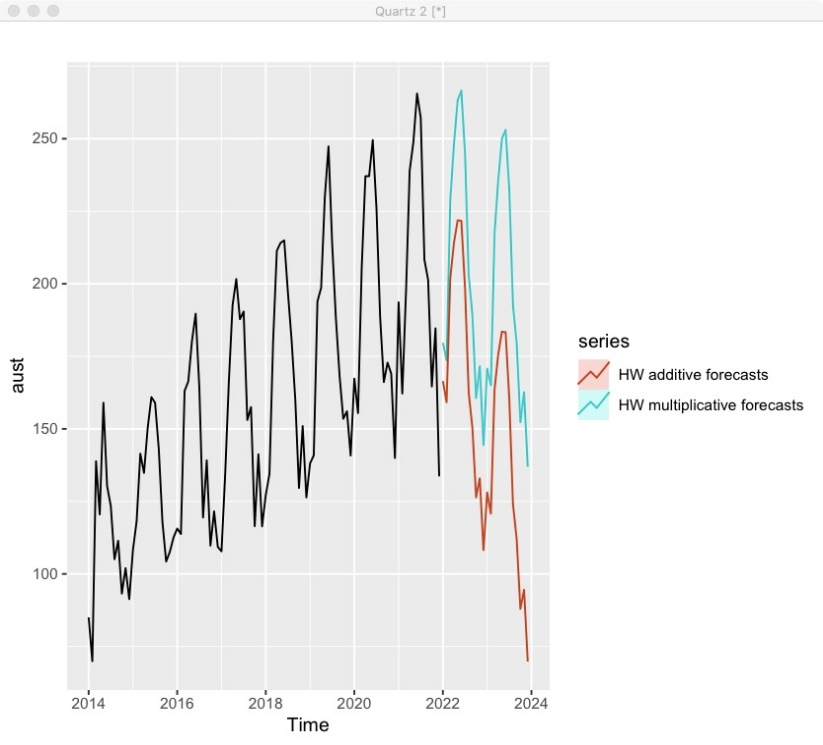 Quartz 2 [*]
250
200
150
100
aust
2014 2016 2018 2020 2022 2024
Time
series
HW additive forecasts
HW multiplicative forecasts